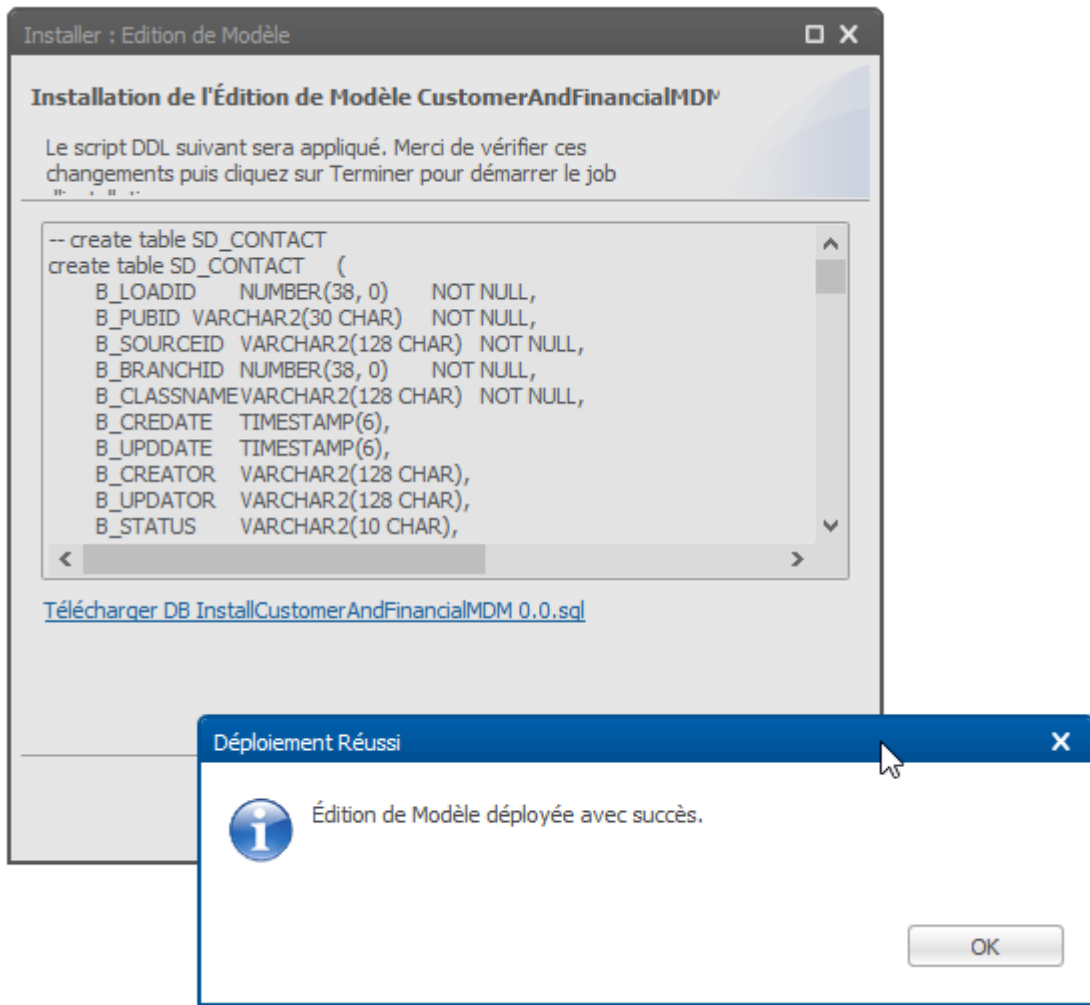 Installer : Edition de Modèle
Installation de l'Édition de Modèle CustomerAndFinancialMDM
Le script DDL suivant sera appliqué. Merci de vérifier ces
changements puis cliquez sur Terminer pour démarrer le job
-- create table SD_CONTACT
create table SD_CONTACT (
B_LOADID NUMBER(38, 0) NOT NULL,
B_PUBID VARCHAR2(30 CHAR) NOT NULL,
B_SOURCEID VARCHAR2(128 CHAR) NOT NULL,
B_BRANCHID NUMBER(38, 0) NOT NULL,
B_CLASSNAME VARCHAR2(128 CHAR) NOT NULL,
B_CREDATE TIMESTAMP(6),
B_UPDDATE TIMESTAMP(6),
B_CREATOR VARCHAR2(128 CHAR),
B_UPDATOR VARCHAR2(128 CHAR),
B_STATUS VARCHAR2(10 CHAR),
Télécharger DB InstallCustomerAndFinancialMDM 0.0.sql
Déploiement Réussi
Édition de Modèle déployée avec succès.
OK